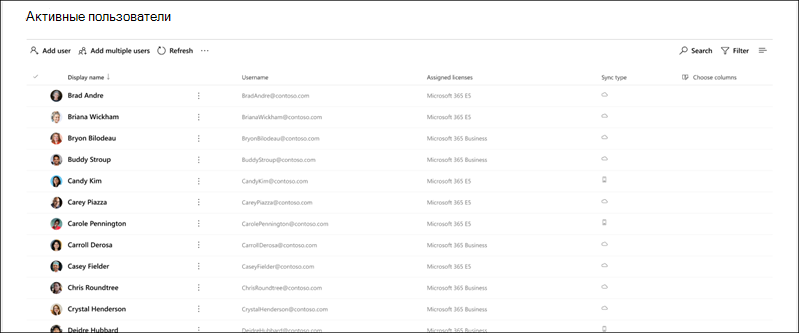 Активные пользователи
Add user Add multiple users Refresh ··· Search Filter
Display name ↓ Username Assigned licenses Sync type Choose columns
Brad Andre BradAndre@contoso.com Microsoft 365 E5
Briana Wickham BrianaWickham@contoso.com Microsoft 365 E5
Bryon Bilodeau BryonBilodeau@contoso.com Microsoft 365 Business
Buddy Stroup BuddyStroup@contoso.com Microsoft 365 Business
Candy Kim CandyKim@contoso.com Microsoft 365 E5
Carey Piazza CareyPiazza@contoso.com Microsoft 365 E5
Carole Pennington CarolePennington@contoso.com Microsoft 365 E5
Carroll Derosa CarrollDerosa@contoso.com Microsoft 365 Business
Casey Fielder CaseyFielder@contoso.com Microsoft 365 E5
Chris Roundtree ChrisRoundtree@contoso.com Microsoft 365 Business
Crystal Henderson CrystalHenderson@contoso.com Microsoft 365 Business
Deidre Hubbard DeidreHubbard@contoso.com Microsoft 365 Business